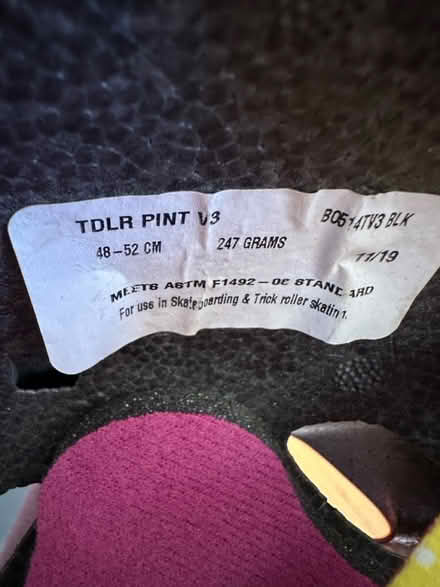 TDLR PINT V3 BC514TV3 BLK
48-52 CM 247 GRAMS 11/19
MEETS ASTM F1492-08 STANDARD
For use in Skateboarding & Trick roller skating.